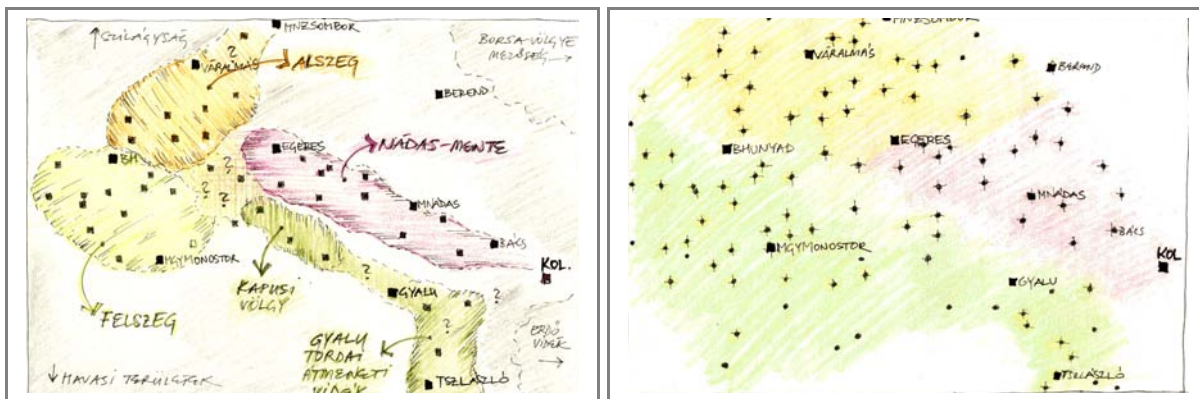 MNZSOMBOR
↑ SZILÁGYSÁG
?
BORSA-VÖLGYE
MEZŐSÉG →
VÁRALMÁS
ALSZEG
BEREND
EGERES
NÁDAS-MENTE
BH
?
?
?
MNÁDAS
BÁCS
KOL.
MGYMONOSTOR
KAPUSI
VÖLGY
?
GYALU
?
FELSZEG
?
GYALU
TORDAI
ÁTMENETI
VIDÉK
ERDŐ
VIDÉK
→
↓ HAVASI TERÜLETEK
TSZLÁSZLÓ
MNZSOMBOR
VÁRALMÁS
BEREND
EGERES
BHUNYAD
MNÁDAS
BÁCS
MGYMONOSTOR
KOL
GYALU
TSZLÁSZLÓ